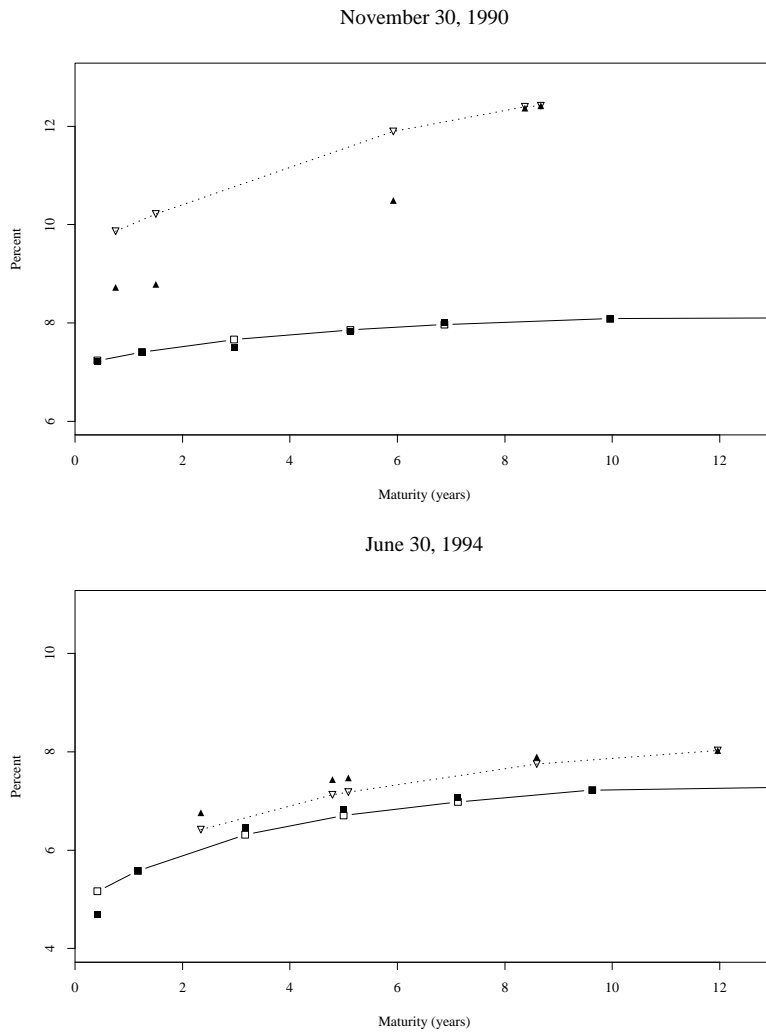 November 30, 1990
12
10
8
6
Percent
0 2 4 6 8 10 12
Maturity (years)
June 30, 1994
10
8
6
4
Percent
0 2 4 6 8 10 12
Maturity (years)